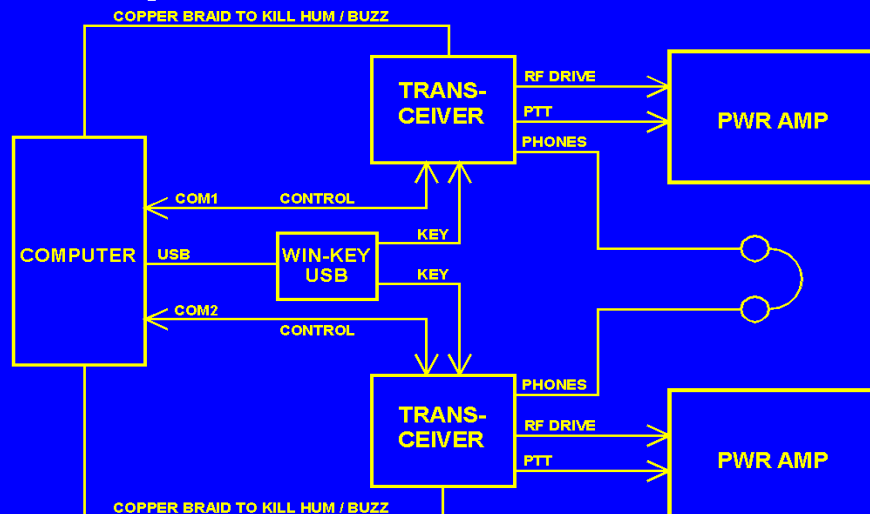 COPPER BRAID TO KILL HUM / BUZZ
TRANS-
CEIVER
RF DRIVE
PTT
PHONES
PWR AMP
COM1
CONTROL
COMPUTER
USB
WIN-KEY
USB
KEY
KEY
COM2
CONTROL
TRANS-
CEIVER
PHONES
RF DRIVE
PTT
PWR AMP
COPPER BRAID TO KILL HUM / BUZZ